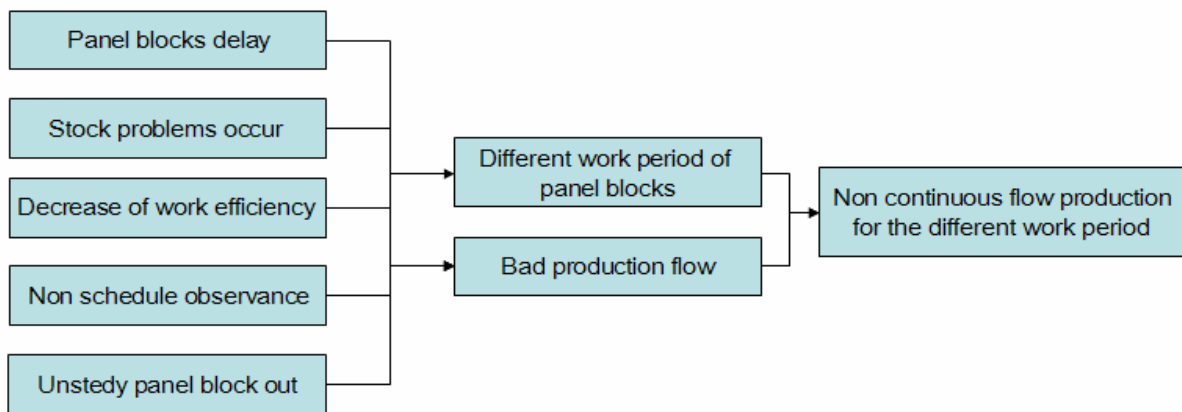 Panel blocks delay
Stock problems occur
Decrease of work efficiency
Non schedule observance
Unstedy panel block out
Different work period of
panel blocks
Bad production flow
Non continuous flow production
for the different work period